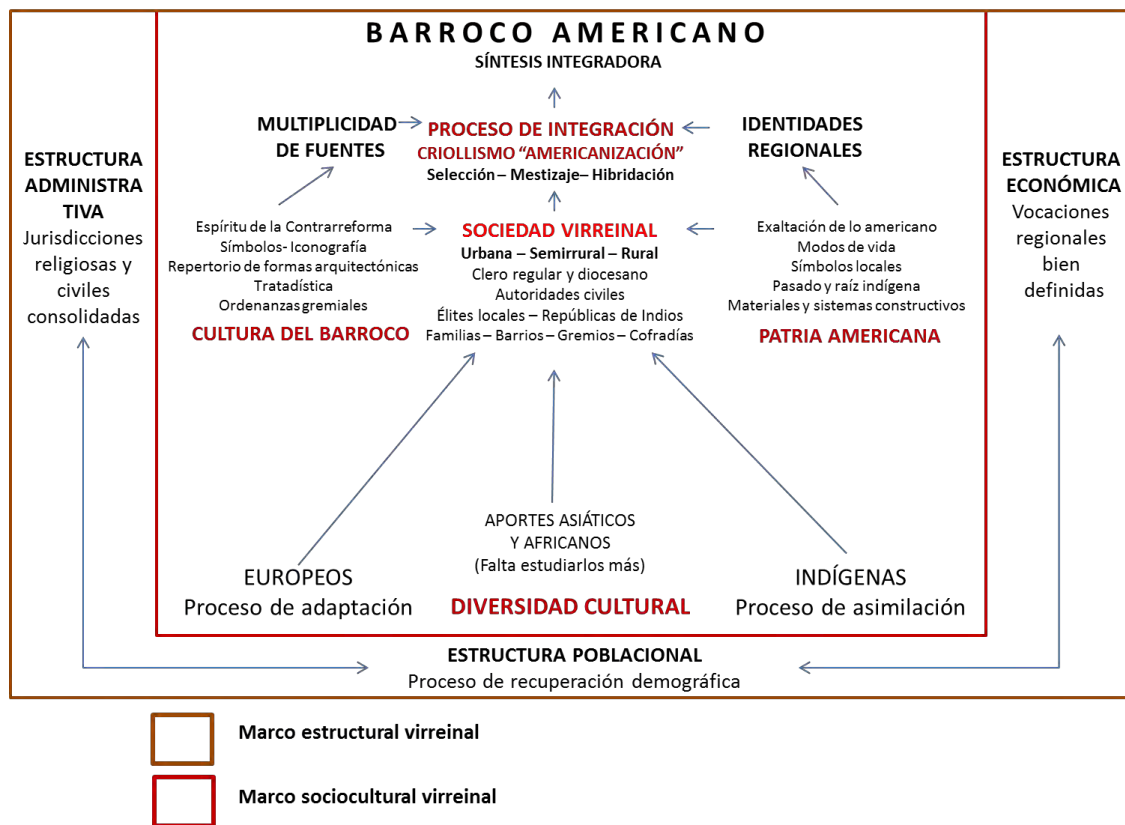 BARROCO AMERICANO
SÍNTESIS INTEGRADORA
MULTIPLICIDAD
DE FUENTES
PROCESO DE INTEGRACIÓN
CRIOLLISMO “AMERICANIZACIÓN”
Selección – Mestizaje– Hibridación
IDENTIDADES
REGIONALES
ESTRUCTURA
ADMINISTRA
TIVA
Jurisdicciones
religiosas y
civiles
consolidadas
Espíritu de la Contrarreforma
Símbolos- Iconografía
Repertorio de formas arquitectónicas
Tratadística
Ordenanzas gremiales
CULTURA DEL BARROCO
SOCIEDAD VIRREINAL
Urbana – Semirrural – Rural
Clero regular y diocesano
Autoridades civiles
Élites locales – Repúblicas de Indios
Familias – Barrios – Gremios – Cofradías
Exaltación de lo americano
Modos de vida
Símbolos locales
Pasado y raíz indígena
Materiales y sistemas constructivos
PATRIA AMERICANA
ESTRUCTURA
ECONÓMICA
Vocaciones
regionales
bien
definidas
APORTES ASIÁTICOS
Y AFRICANOS
(Falta estudiarlos más)
EUROPEOS
Proceso de adaptación
DIVERSIDAD CULTURAL
INDÍGENAS
Proceso de asimilación
ESTRUCTURA POBLACIONAL
Proceso de recuperación demográfica
Marco estructural virreinal
Marco sociocultural virreinal